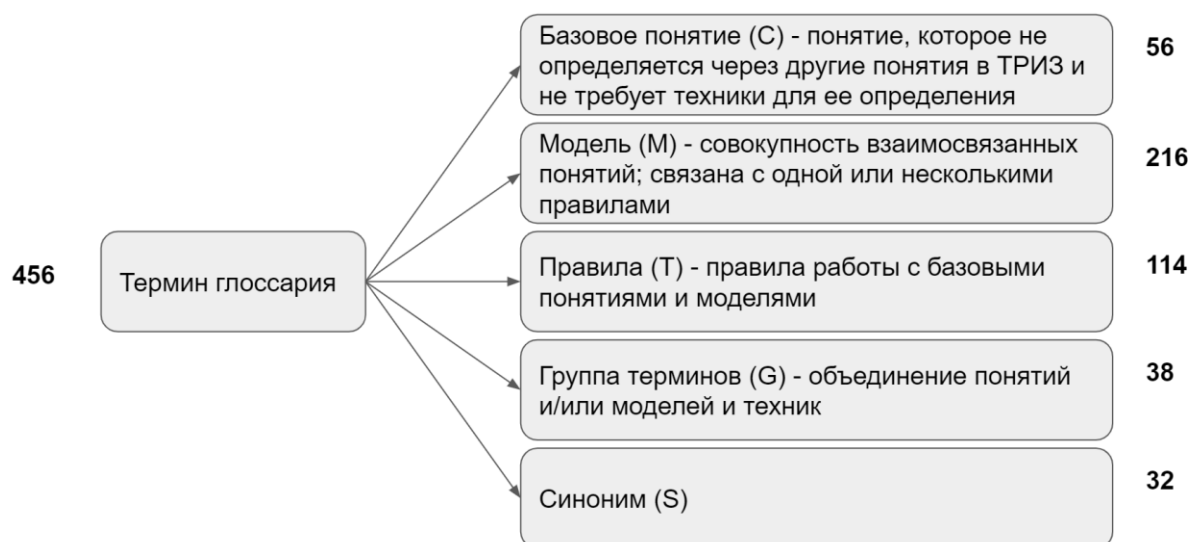 456
Термин глоссария
Базовое понятие (C) - понятие, которое не
определяется через другие понятия в ТРИЗ и
не требует техники для ее определения
56
Модель (M) - совокупность взаимосвязанных
понятий; связана с одной или несколькими
правилами
216
Правила (T) - правила работы с базовыми
понятиями и моделями
114
Группа терминов (G) - объединение понятий
и/или моделей и техник
38
Синоним (S)
32